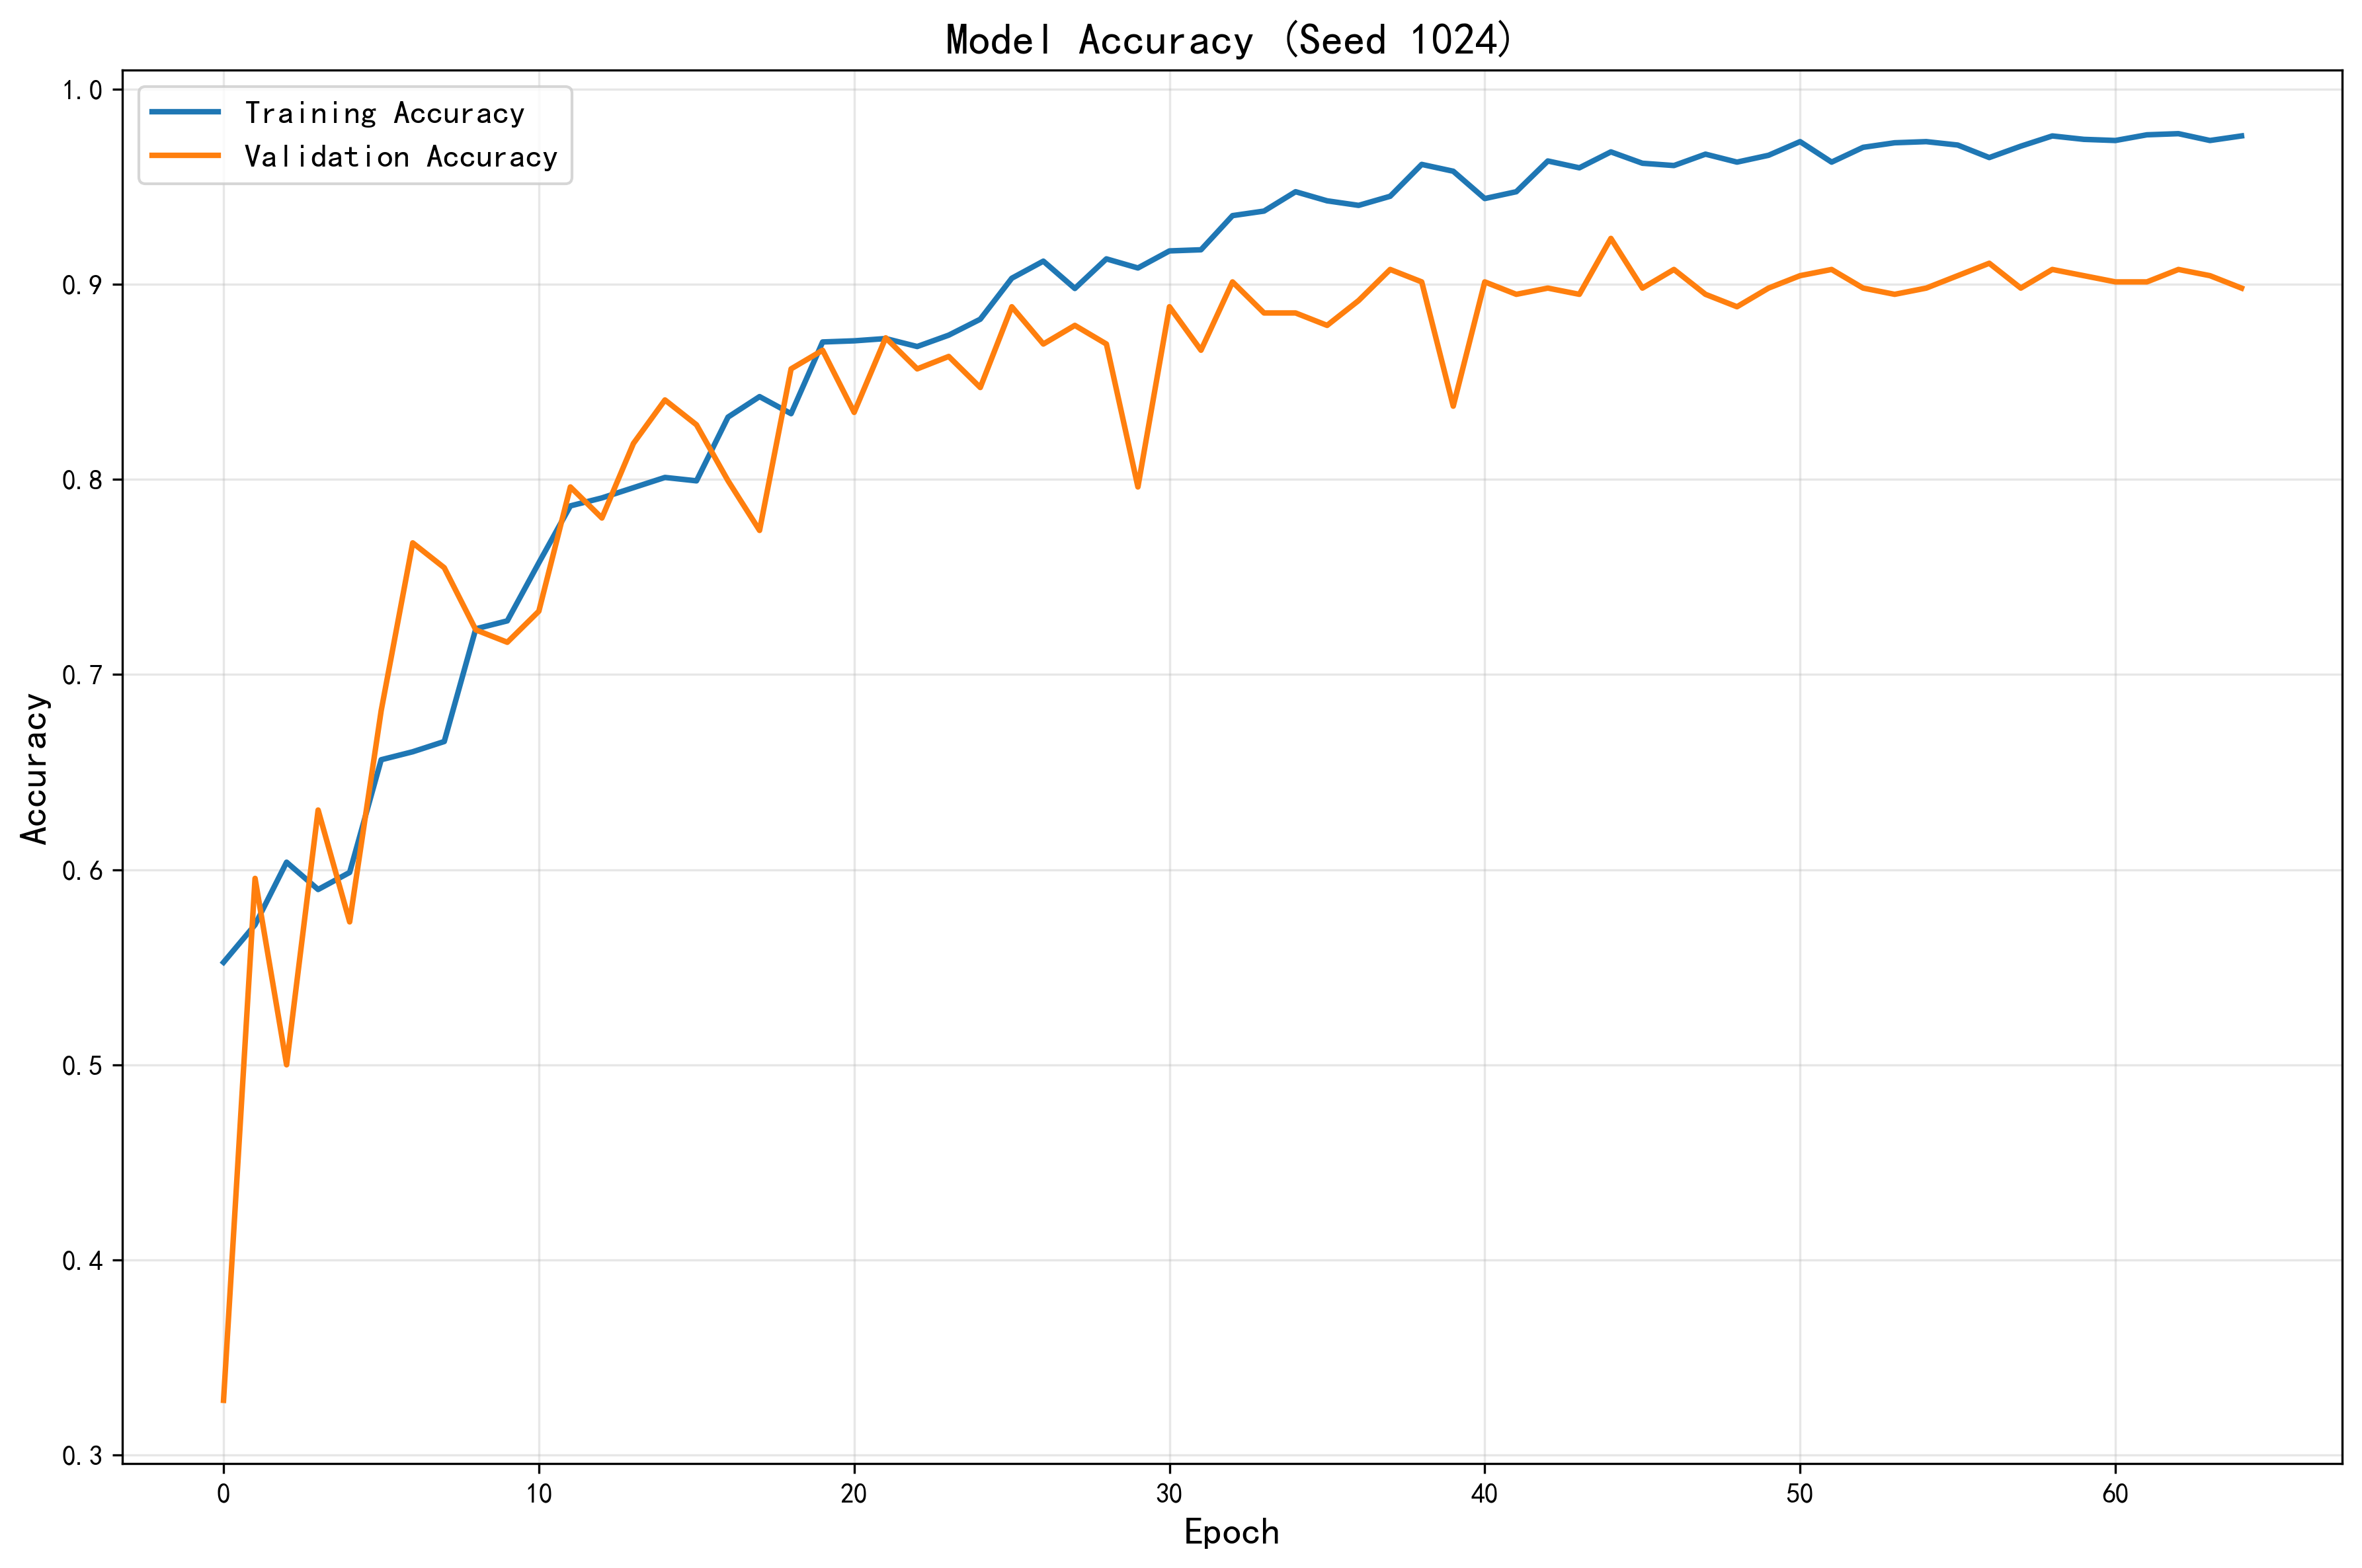 Model Accuracy (Seed 1024)
Training Accuracy
Validation Accuracy
1.0
0.9
0.8
0.7
0.6
0.5
0.4
0.3
Accuracy
0 10 20 30 40 50 60
Epoch